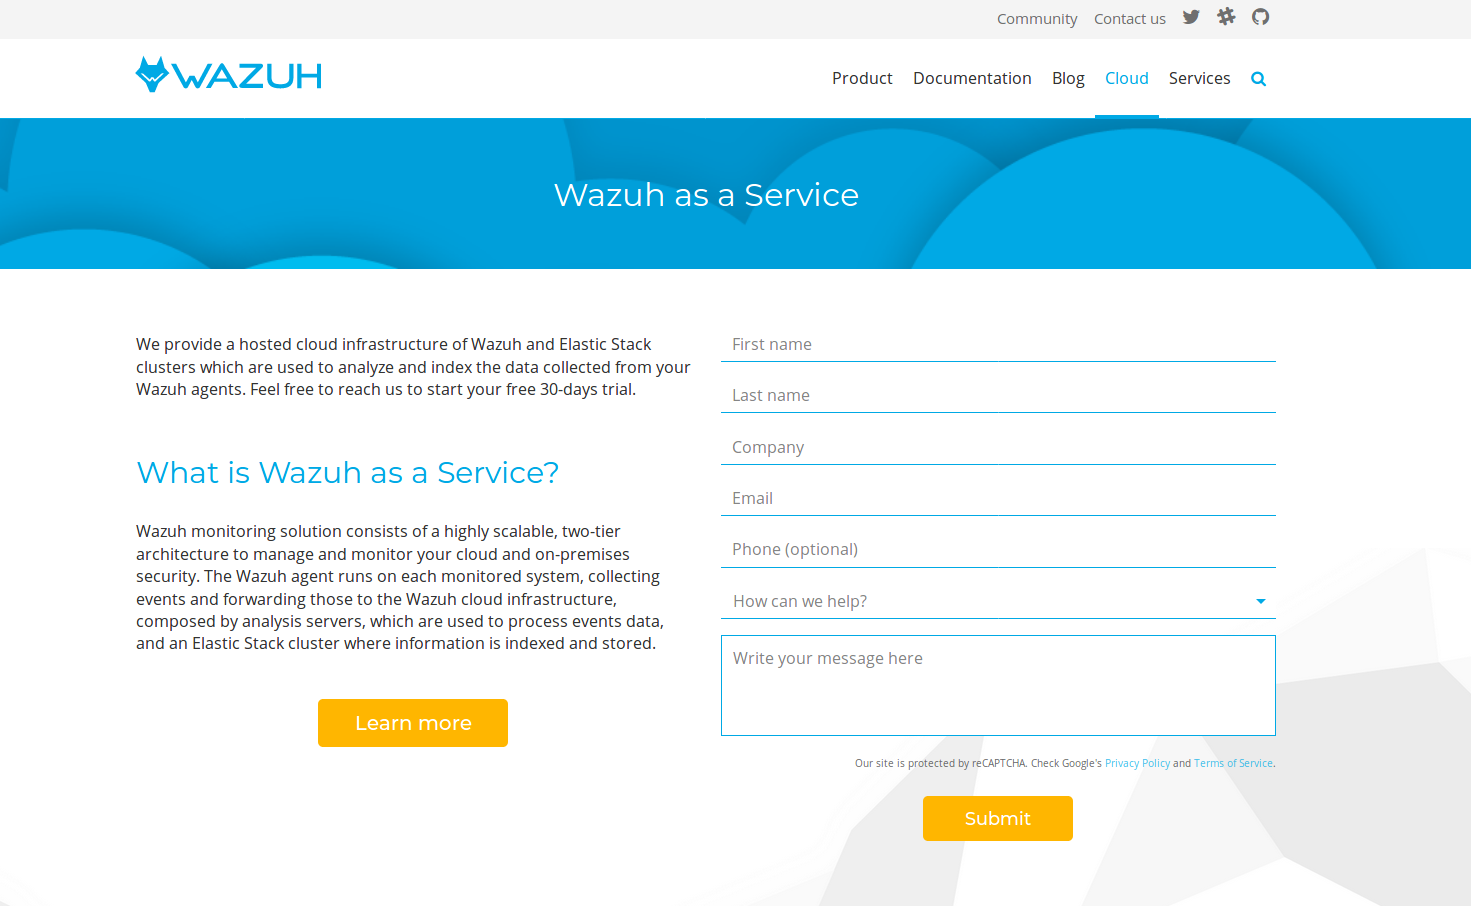 Community Contact us
WAZUH
Product Documentation Blog Cloud Services
Wazuh as a Service
We provide a hosted cloud infrastructure of Wazuh and Elastic Stack
clusters which are used to analyze and index the data collected from your
Wazuh agents. Feel free to reach us to start your free 30-days trial.
What is Wazuh as a Service?
Wazuh monitoring solution consists of a highly scalable, two-tier
architecture to manage and monitor your cloud and on-premises
security. The Wazuh agent runs on each monitored system, collecting
events and forwarding those to the Wazuh cloud infrastructure,
composed by analysis servers, which are used to process events data,
and an Elastic Stack cluster where information is indexed and stored.
Learn more
First name
Last name
Company
Email
Phone (optional)
How can we help?
Write your message here
Our site is protected by reCAPTCHA. Check Google's Privacy Policy and Terms of Service.
Submit